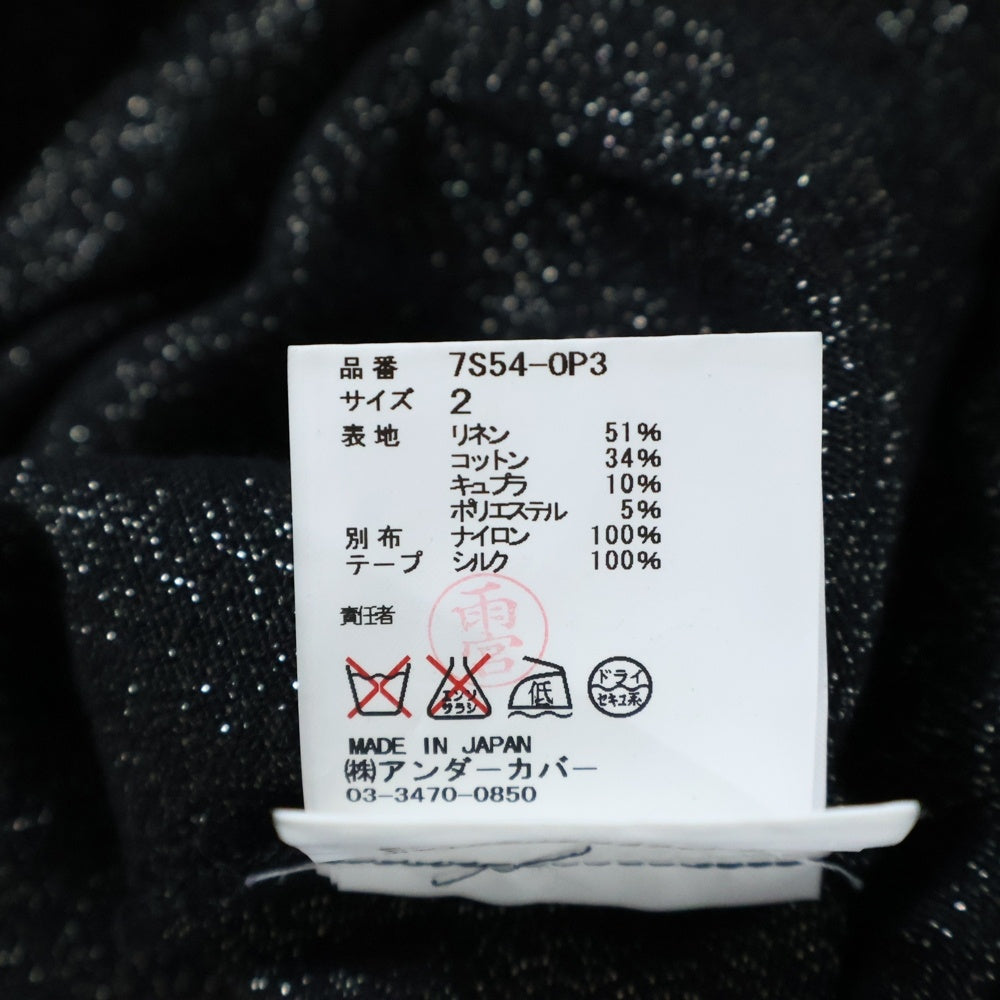 品番 7S54-OP3
サイズ 2
表地 リネン 51%
コットン 34%
キュプラ 10%
ポリエステル 5%
別布 ナイロン 100%
テープ シルク 100%
責任者 雨宮
エンソサラシ 低 ドライ セキユ系
MADE IN JAPAN
(株)アンダーカバー
03-3470-0850